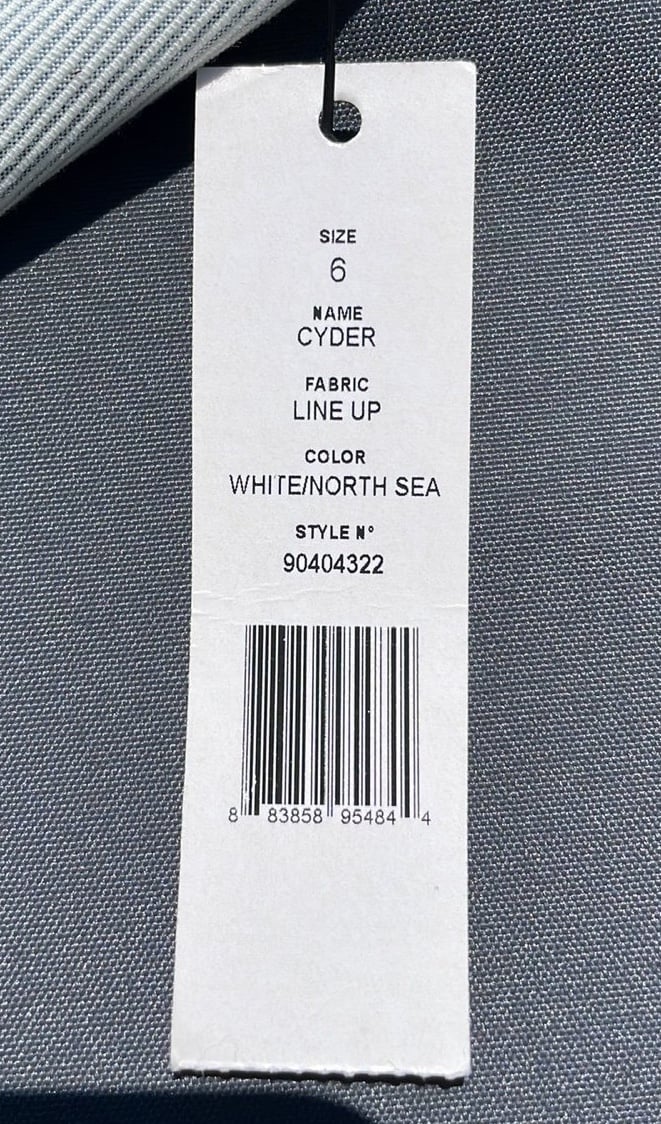 SIZE
6
NAME
CYDER
FABRIC
LINE UP
COLOR
WHITE/NORTH SEA
STYLE N°
90404322
8 83858 95484 4